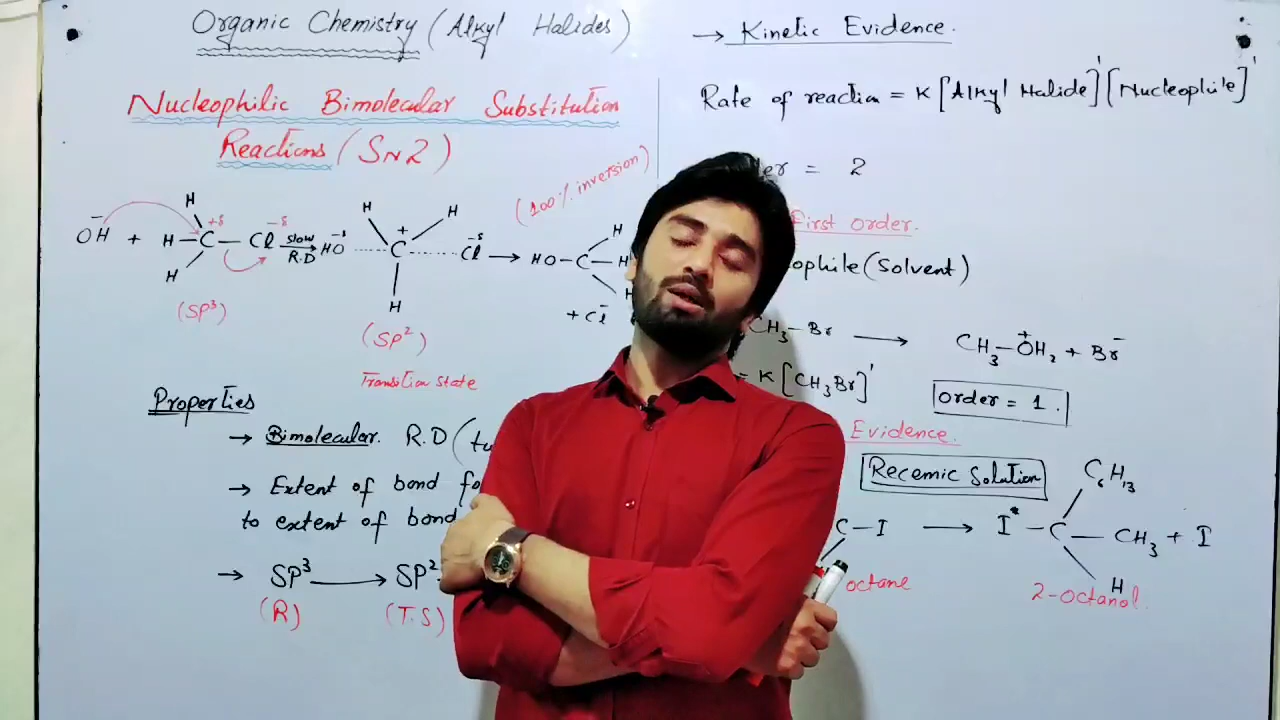 Organic Chemistry (Alkyl Halides)
Nucleophilic Bimolecular Substitution
Reactions (SN2)
(100% inversion)
H H H H
OH⁻ + H-C-Cl slow HO C Cl → HO-C-H
+δ -δ R.D -δ + -δ
H H H
+ Cl⁻
(SP³)
(SP²)
Transition state
Properties
→ Bimolecular. R.D (
→ Extent of bond
to extent of bond
→ SP³ → SP²
(R) (T.S)
→ Kinetic Evidence.
Rate of reaction = K [Alkyl Halide]' [Nucleophile]'
= 2
First order.
(Solvent)
CH₃-Br → CH₃-O⁺H₂ + Br⁻
= K [CH₃Br]'
order = 1.
Evidence.
Recemic Solution
C₆H₁₃
C-I → I*-C-CH₃ + I
H
octane 2-octanol.